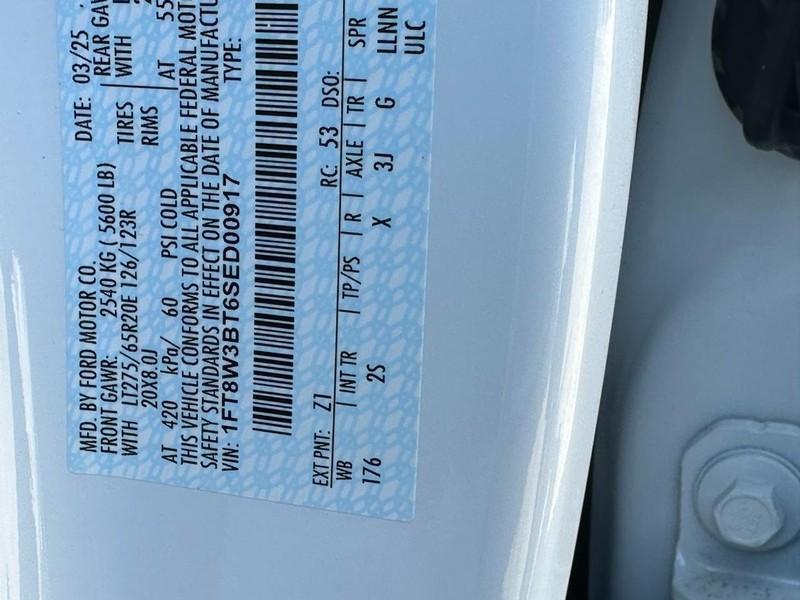 MFD. BY FORD MOTOR CO.
DATE: 03/25
FRONT GAWR: 2540 KG ( 5600 LB)
REAR GAW
WITH LT275/65R20E 126/123R
TIRES WITH
20X8.0J
RIMS
AT 420 kPa/ 60 PSI COLD
AT 55
THIS VEHICLE CONFORMS TO ALL APPLICABLE FEDERAL MOT
SAFETY STANDARDS IN EFFECT ON THE DATE OF MANUFACTU
VIN: 1FT8W3BT6SED00917
TYPE:
EXT PNT: Z1 RC: 53 DSO:
WB | INT TR | TP/PS | R | AXLE | TR | SPR
176 2S X 3J G LLNN
ULC